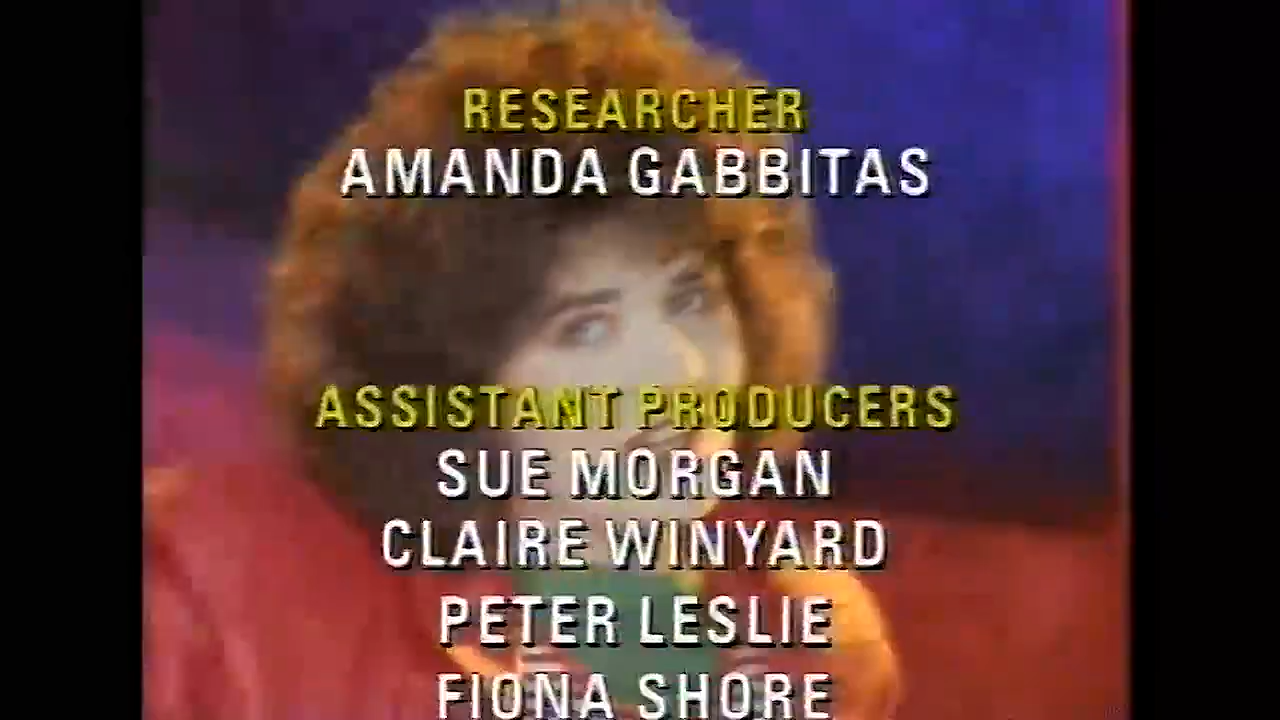 RESEARCHER
AMANDA GABBITAS
ASSISTANT PRODUCERS
SUE MORGAN
CLAIRE WINYARD
PETER LESLIE
FIONA SHORE